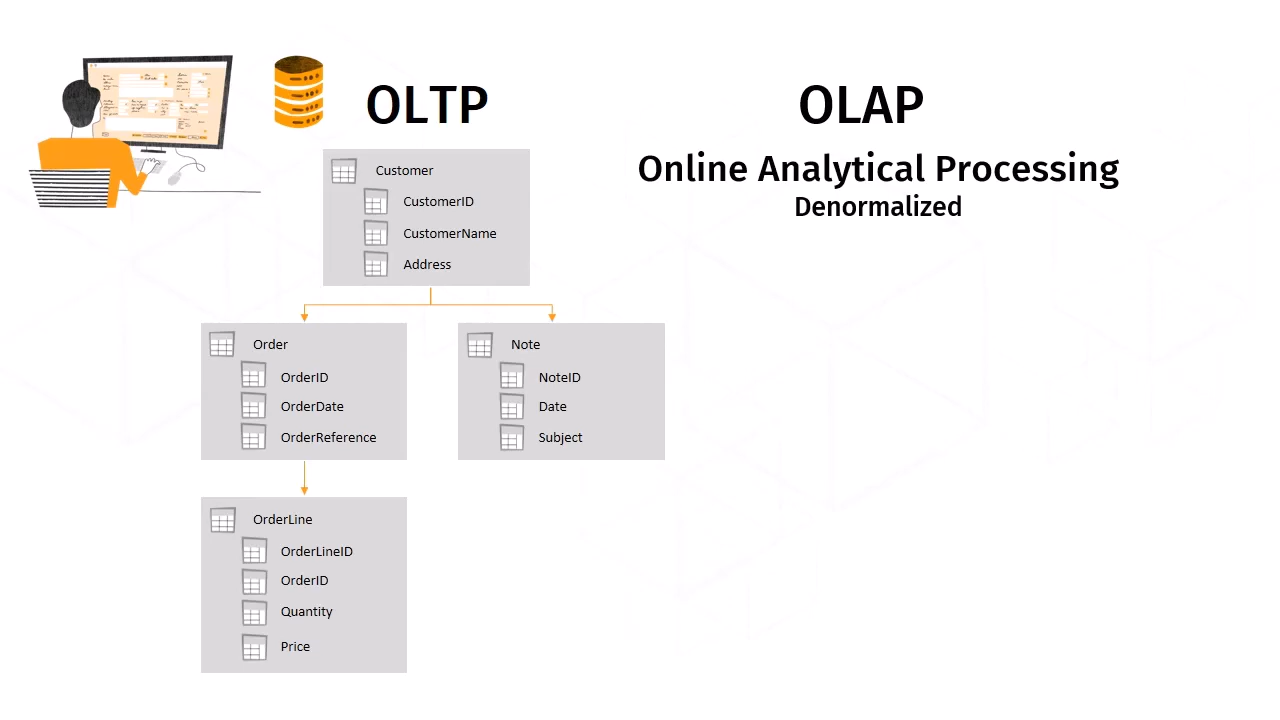 OLTP
OLAP
Online Analytical Processing
Denormalized
Customer
CustomerID
CustomerName
Address
Order
OrderID
OrderDate
OrderReference
Note
NoteID
Date
Subject
OrderLine
OrderLineID
OrderID
Quantity
Price